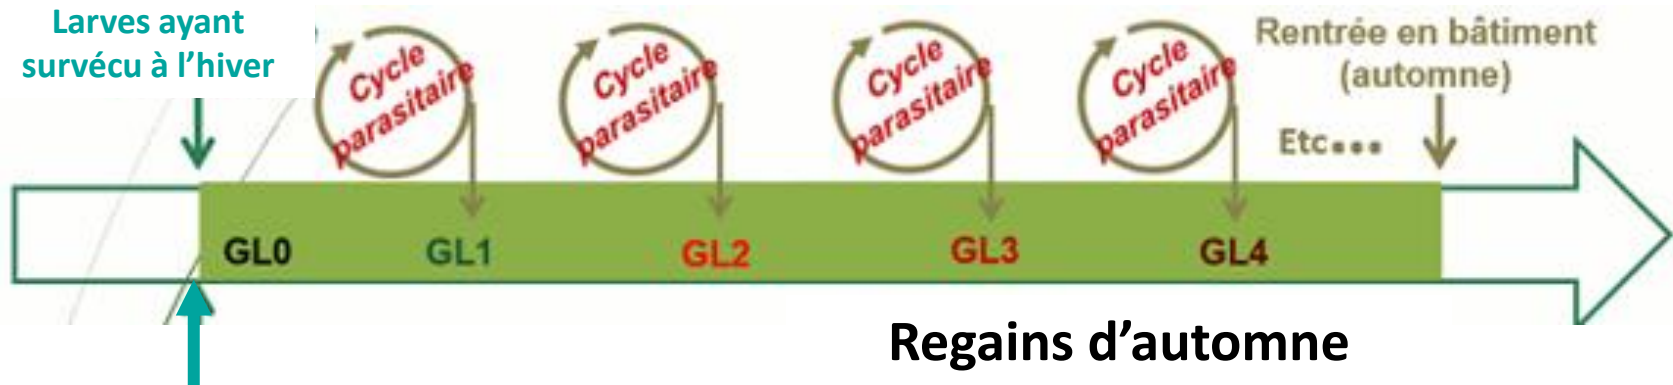 Larves ayant
survécu à l’hiver
Cycle
parasitaire
Cycle
parasitaire
Cycle
parasitaire
Cycle
parasitaire
Rentrée en bâtiment
(automne)
Etc...
GL0
GL1
GL2
GL3
GL4
Regains d’automne